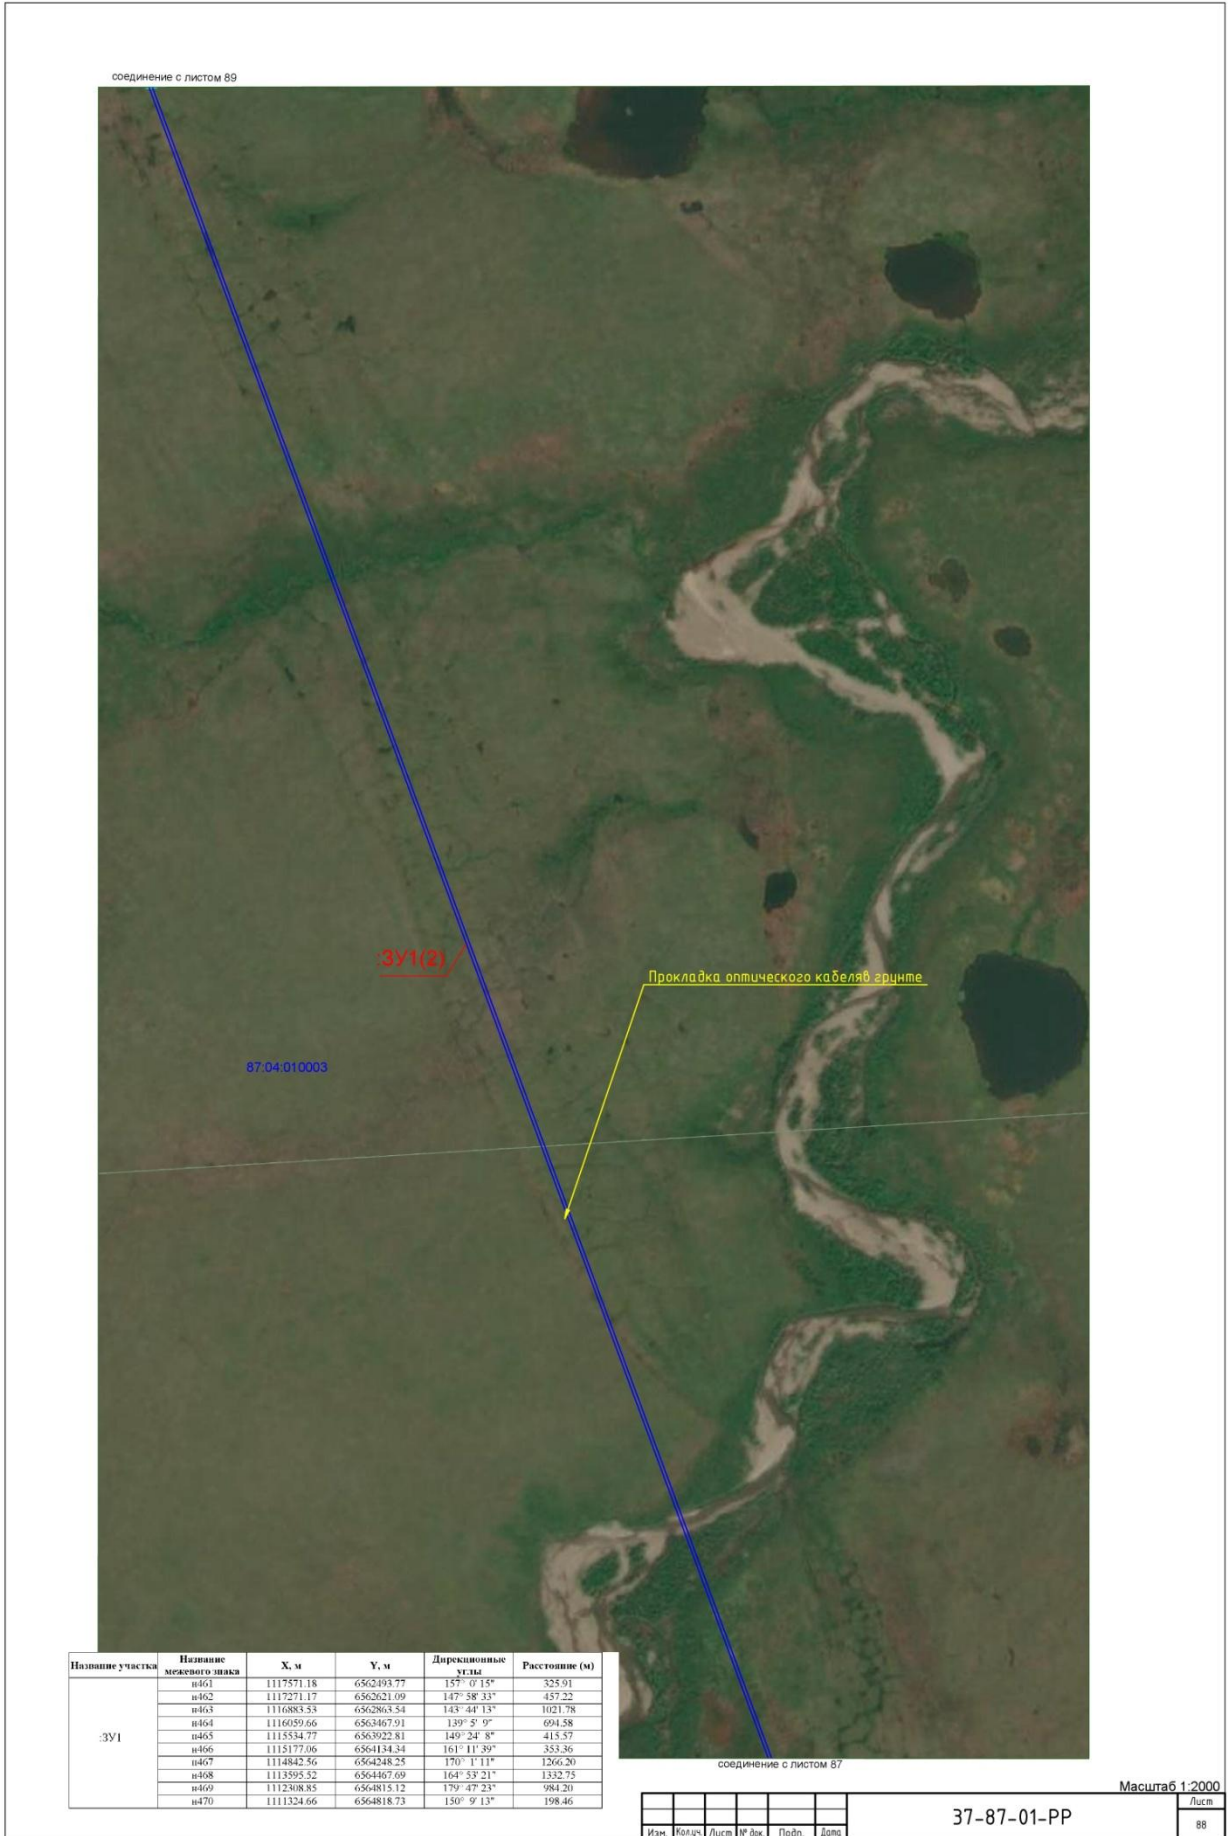 соединение с листом 89
:ЗУ1(2)
Прокладка оптического кабеляв грунте
87:04:010003
Название участка Название межевого знака X, м Y, м Дирекционные углы Расстояние (м)
:ЗУ1
н461 1117571.18 6562493.77 157° 0' 15" 325.91
н462 1117271.17 6562621.09 147° 58' 33" 457.22
н463 1116883.53 6562863.54 143° 44' 13" 1021.78
н464 1116059.66 6563467.91 139° 5' 9" 694.58
н465 1115534.77 6563922.81 149° 24' 8" 415.57
н466 1115177.06 6564134.34 161° 11' 39" 353.36
н467 1114842.56 6564248.25 170° 1' 11" 1266.20
н468 1113595.52 6564467.69 164° 53' 21" 1332.75
н469 1112308.85 6564815.12 179° 47' 23" 984.20
н470 1111324.66 6564818.73 150° 9' 13" 198.46
соединение с листом 87
Масштаб 1:2000
37-87-01-РР
Лист
88
Изм. Кол.уч. Лист № док. Подп. Дата